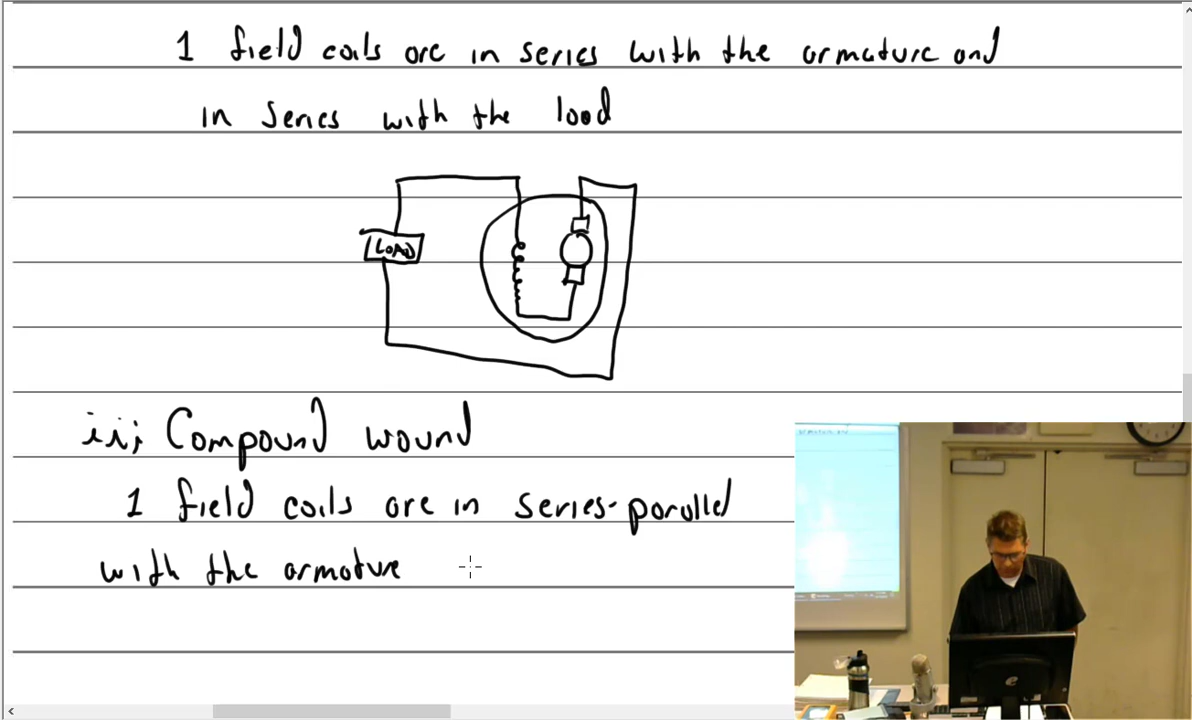 1 field coils are in series with the armature and
in series with the load
LOAD
iii, Compound wound
1 field coils are in series-parallel
with the armature